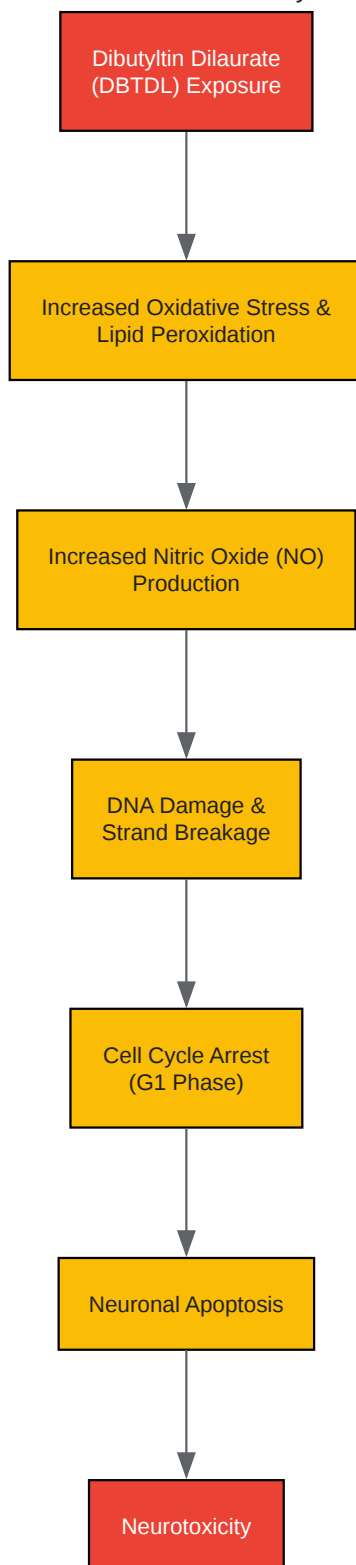 Dibutyltin Dilaurate
(DBTDL) Exposure
Increased Oxidative Stress &
Lipid Peroxidation
Increased Nitric Oxide (NO)
Production
DNA Damage &
Strand Breakage
Cell Cycle Arrest
(G1 Phase)
Neuronal Apoptosis
Neurotoxicity